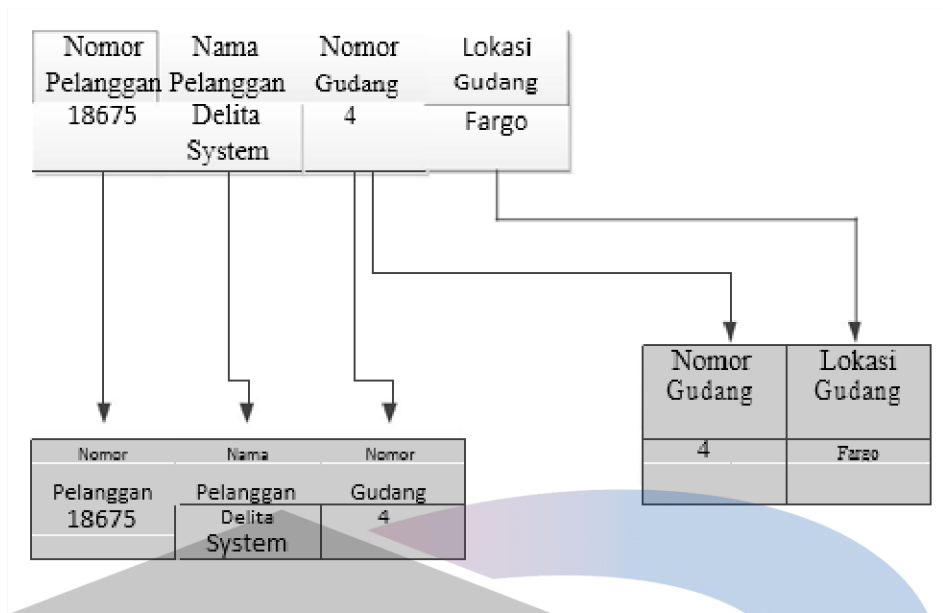 Nomor Nama Nomor Lokasi
Pelanggan Pelanggan Gudang Gudang
18675 Delita 4 Fargo
System
Nomor Lokasi
Gudang Gudang
4 Fargo
Nomor Nama Nomor
Pelanggan Pelanggan Gudang
18675 Delita 4
System